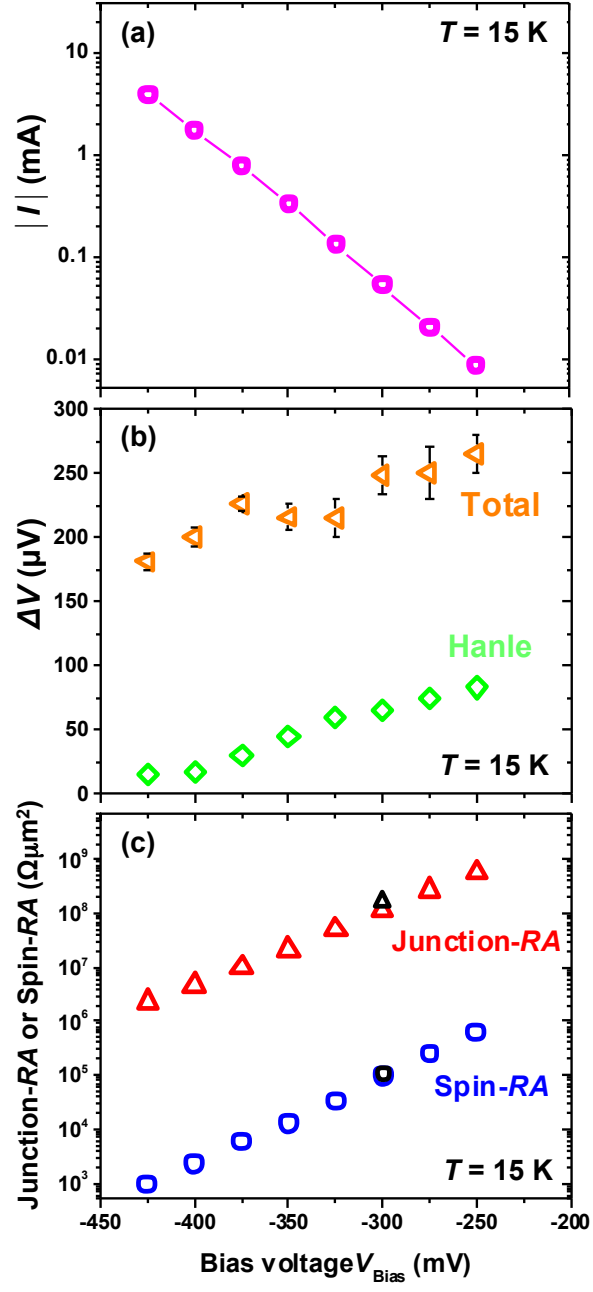 (a)
T = 15 K
10
1
0.1
0.01
| I | (mA)
(b)
300
250
200
150
100
50
0
ΔV (μV)
Total
Hanle
T = 15 K
(c)
10⁹
10⁸
10⁷
10⁶
10⁵
10⁴
10³
Junction-RA or Spin-RA (Ωμm²)
Junction-RA
Spin-RA
T = 15 K
-450 -400 -350 -300 -250 -200
Bias voltageV_Bias (mV)